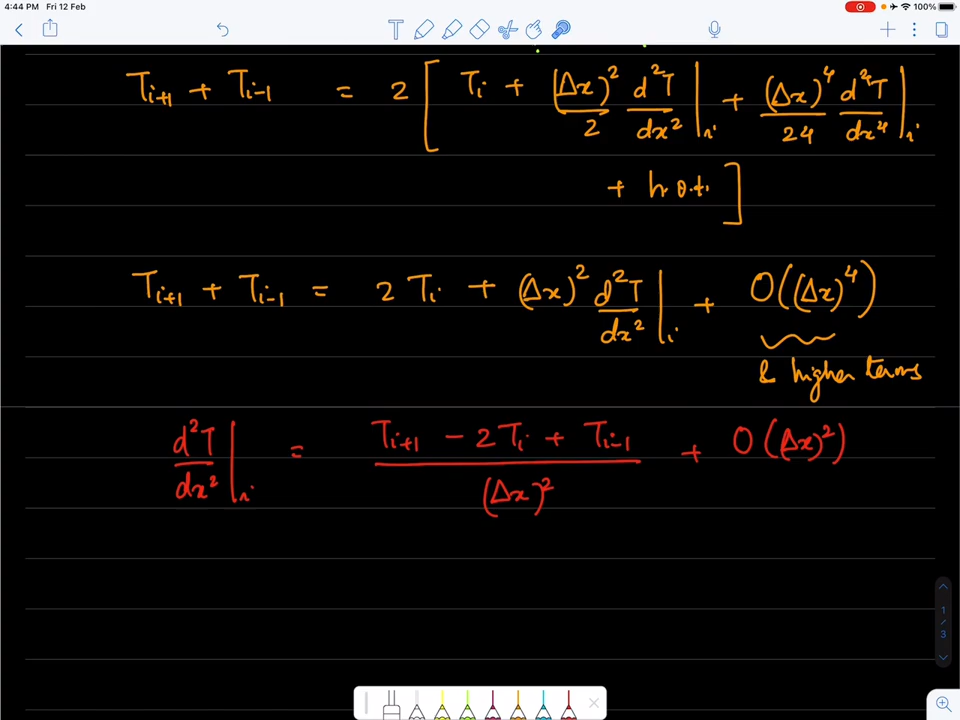 4:44 PM Fri 12 Feb 100%
T_{i+1} + T_{i-1} = 2 [ T_i + (Δx)^2/2 d^2T/dx^2 |_i + (Δx)^4/24 d^4T/dx^4 |_i
+ h.o.t. ]
T_{i+1} + T_{i-1} = 2 T_i + (Δx)^2 d^2T/dx^2 |_i + O((Δx)^4)
& higher terms
d^2T/dx^2 |_i = (T_{i+1} - 2T_i + T_{i-1})/(Δx)^2 + O(Δx)^2)
1
/
3